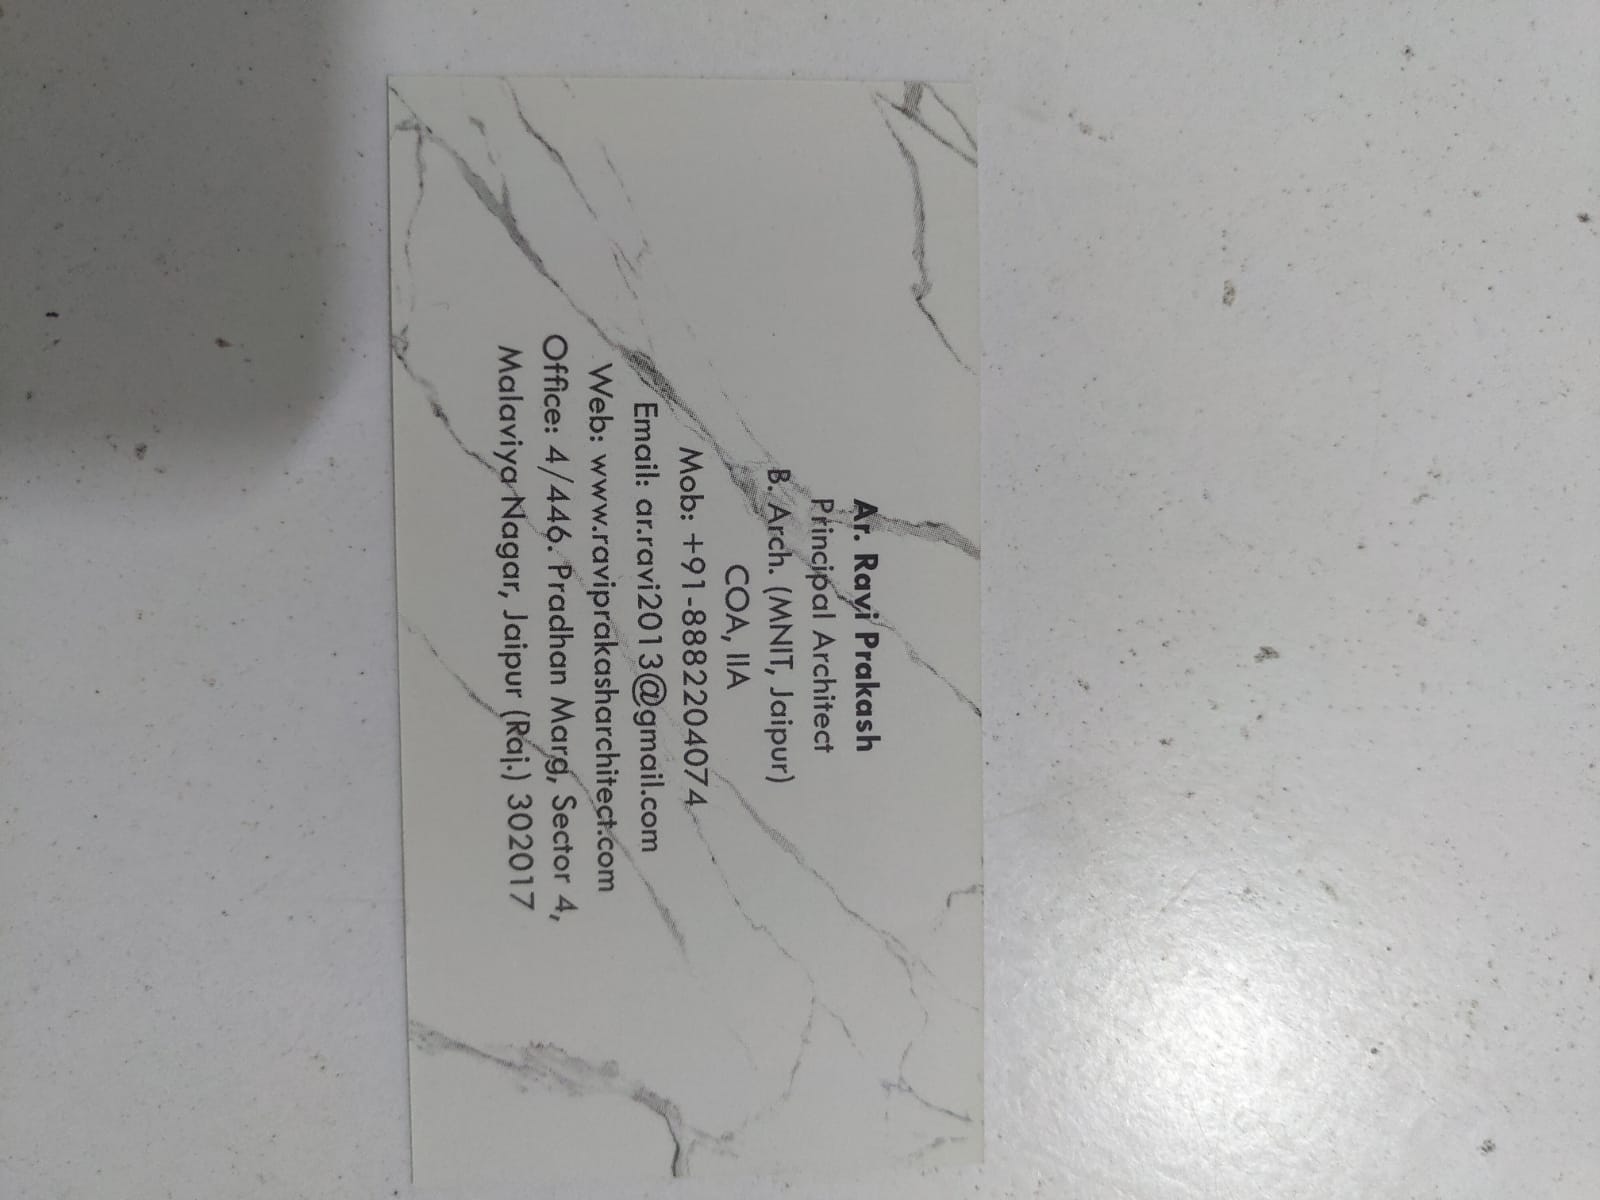 Ar. Ravi Prakash
Principal Architect
B. Arch. (MNIT, Jaipur)
COA, IIA
Mob: +91-8882204074
Email: ar.ravi2013@gmail.com
Web: www.raviprakasharchitect.com
Office: 4/446. Pradhan Marg, Sector 4,
Malaviya Nagar, Jaipur (Raj.) 302017